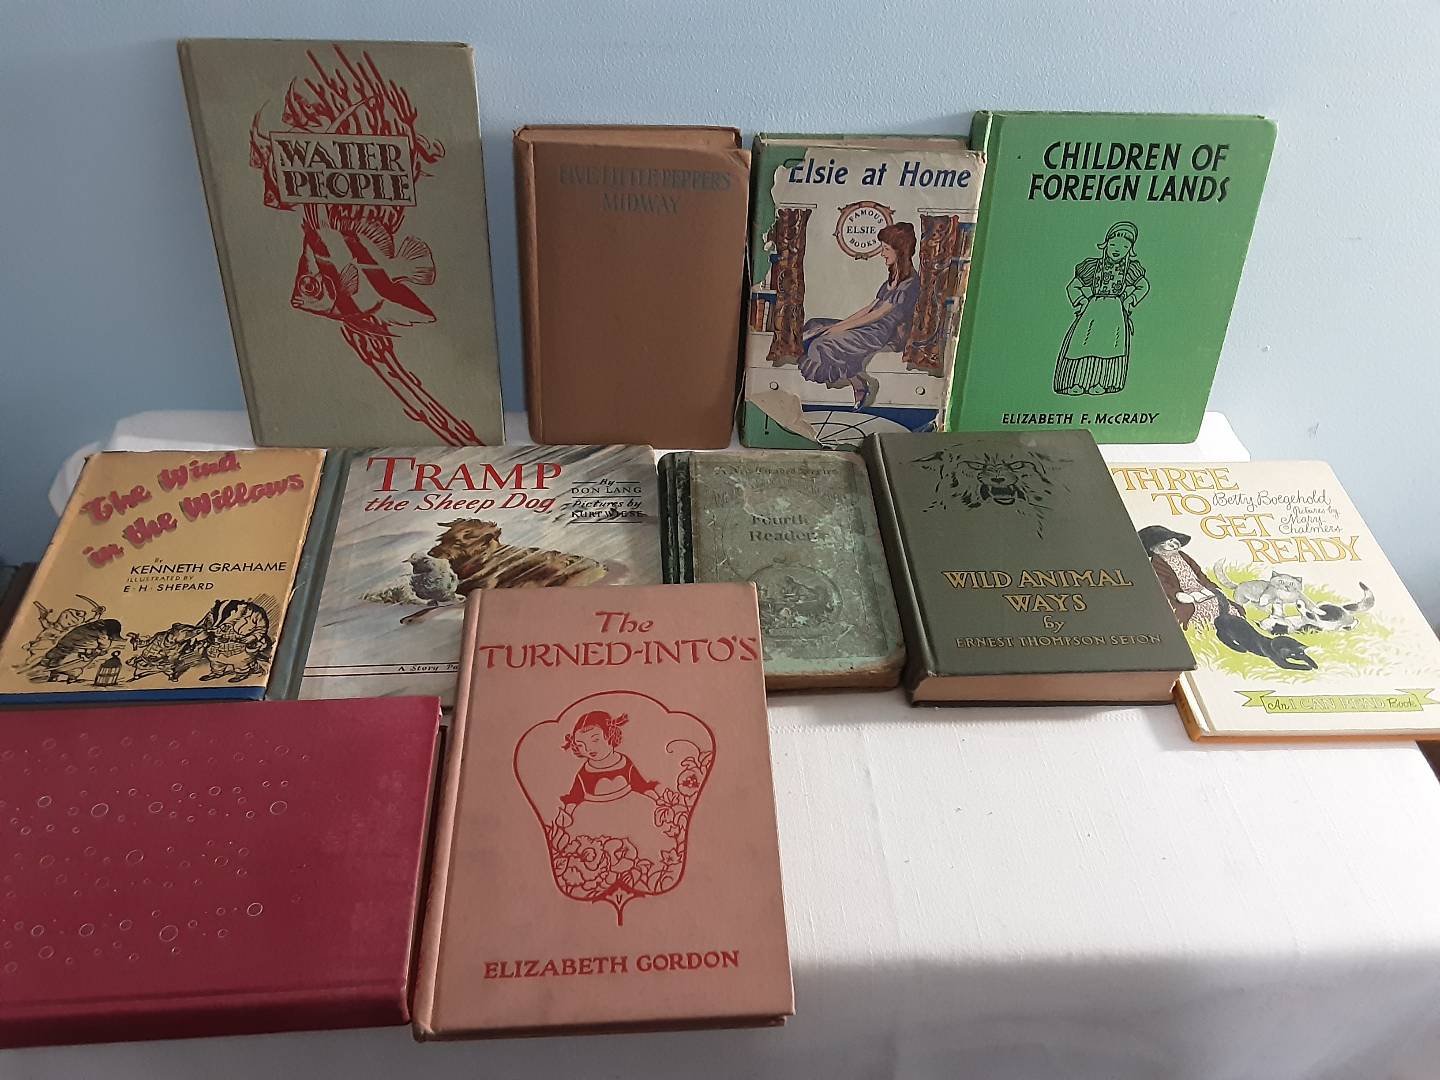 WATER
PEOPLE
FIVE LITTLE PEPPERS
MIDWAY
Elsie at Home
FAMOUS
ELSIE
BOOKS
CHILDREN OF
FOREIGN LANDS
ELIZABETH F. McCRADY
The Wind
in the Willows
By
KENNETH GRAHAME
ILLUSTRATED BY
E·H·SHEPARD
TRAMP
the Sheep Dog
By
DON LANG
Pictures by
KURT WIESE
A Story
Fourth
Reader
WILD ANIMAL
WAYS
by
ERNEST THOMPSON SETON
THREE
TO
GET
READY
Betty Boegehold
Pictures by
Mary
Chalmers
An I CAN READ Book
The
TURNED-INTO'S
ELIZABETH GORDON